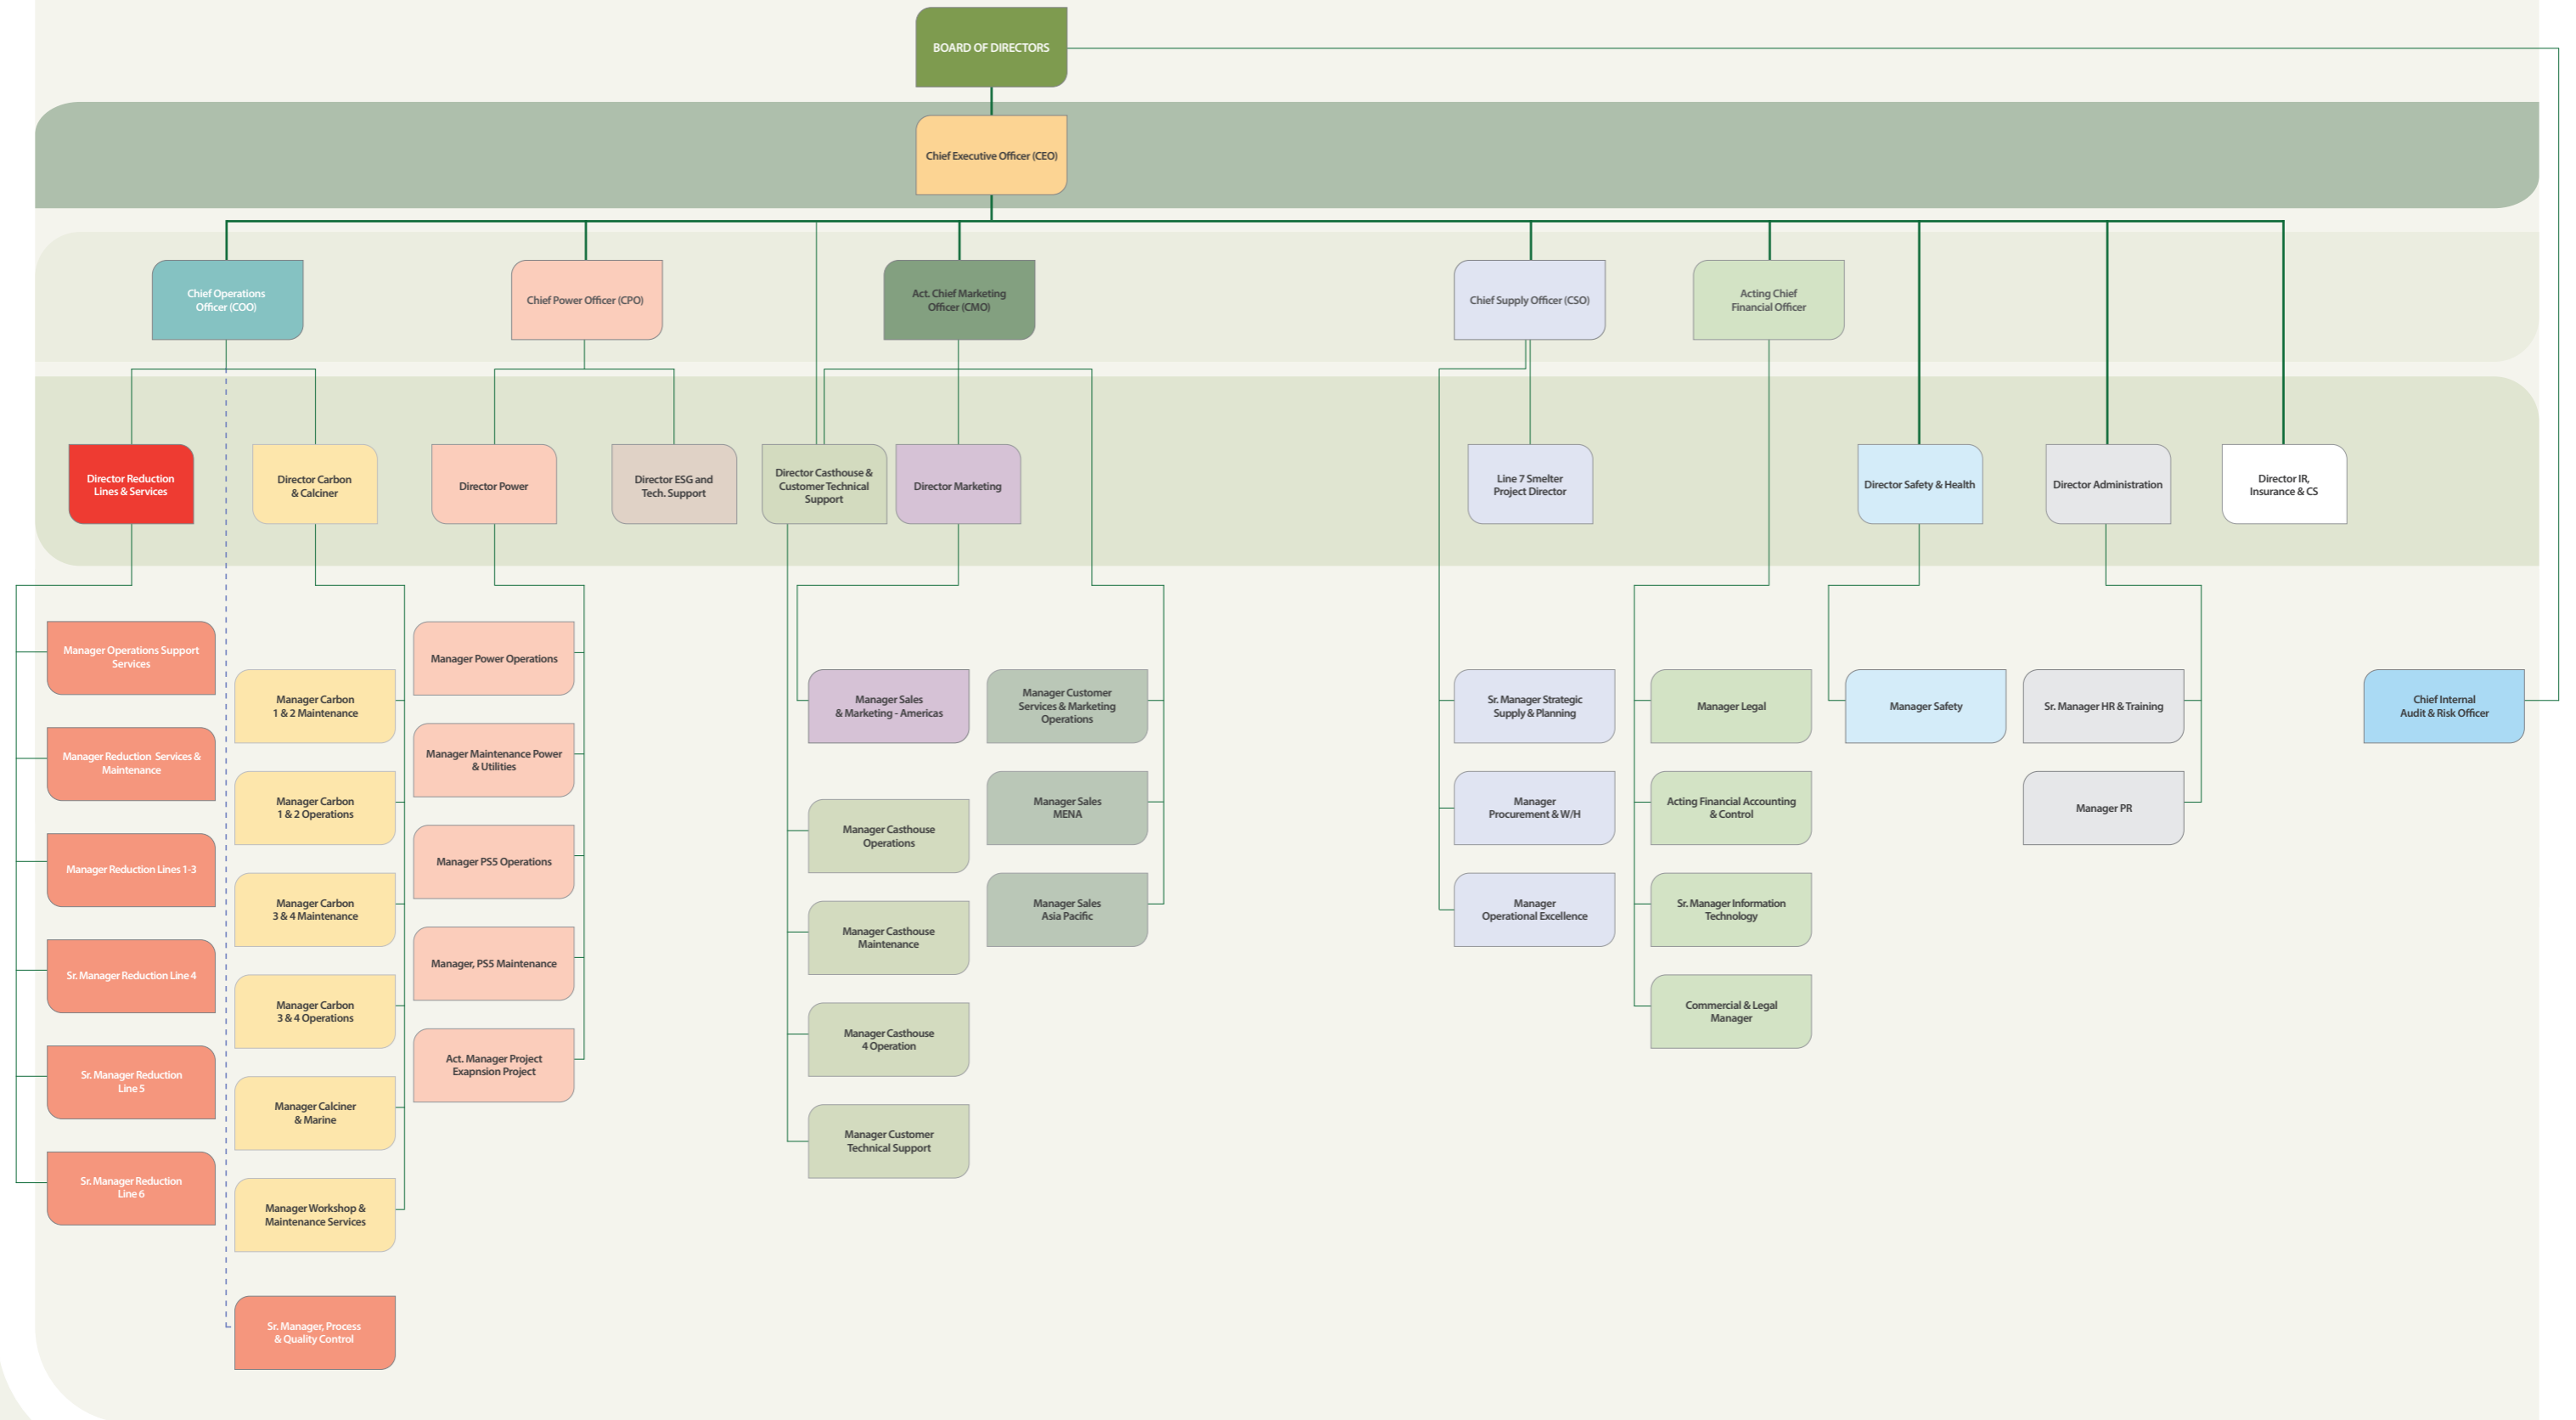 BOARD OF DIRECTORS
Chief Executive Officer (CEO)
Chief Operations
Officer (COO)
Chief Power Officer (CPO)
Act. Chief Marketing
Officer (CMO)
Chief Supply Officer (CSO)
Acting Chief
Financial Officer
Director Reduction
Lines & Services
Director Carbon
& Calciner
Director Power
Director ESG and
Tech. Support
Director Casthouse &
Customer Technical
Support
Director Marketing
Line 7 Smelter
Project Director
Director Safety & Health
Director Administration
Director IR,
Insurance & CS
Manager Operations Support
Services
Manager Reduction Services &
Maintenance
Manager Reduction Lines 1-3
Sr. Manager Reduction Line 4
Sr. Manager Reduction
Line 5
Sr. Manager Reduction
Line 6
Manager Carbon
1 & 2 Maintenance
Manager Carbon
1 & 2 Operations
Manager Carbon
3 & 4 Maintenance
Manager Carbon
3 & 4 Operations
Manager Calciner
& Marine
Manager Workshop &
Maintenance Services
Sr. Manager, Process
& Quality Control
Manager Power Operations
Manager Maintenance Power
& Utilities
Manager PS5 Operations
Manager, PS5 Maintenance
Act. Manager Project
Exapnsion Project
Manager Sales
& Marketing - Americas
Manager Casthouse
Operations
Manager Casthouse
Maintenance
Manager Casthouse
4 Operation
Manager Customer
Technical Support
Manager Customer
Services & Marketing
Operations
Manager Sales
MENA
Manager Sales
Asia Pacific
Sr. Manager Strategic
Supply & Planning
Manager
Procurement & W/H
Manager
Operational Excellence
Manager Legal
Acting Financial Accounting
& Control
Sr. Manager Information
Technology
Commercial & Legal
Manager
Manager Safety
Sr. Manager HR & Training
Manager PR
Chief Internal
Audit & Risk Officer